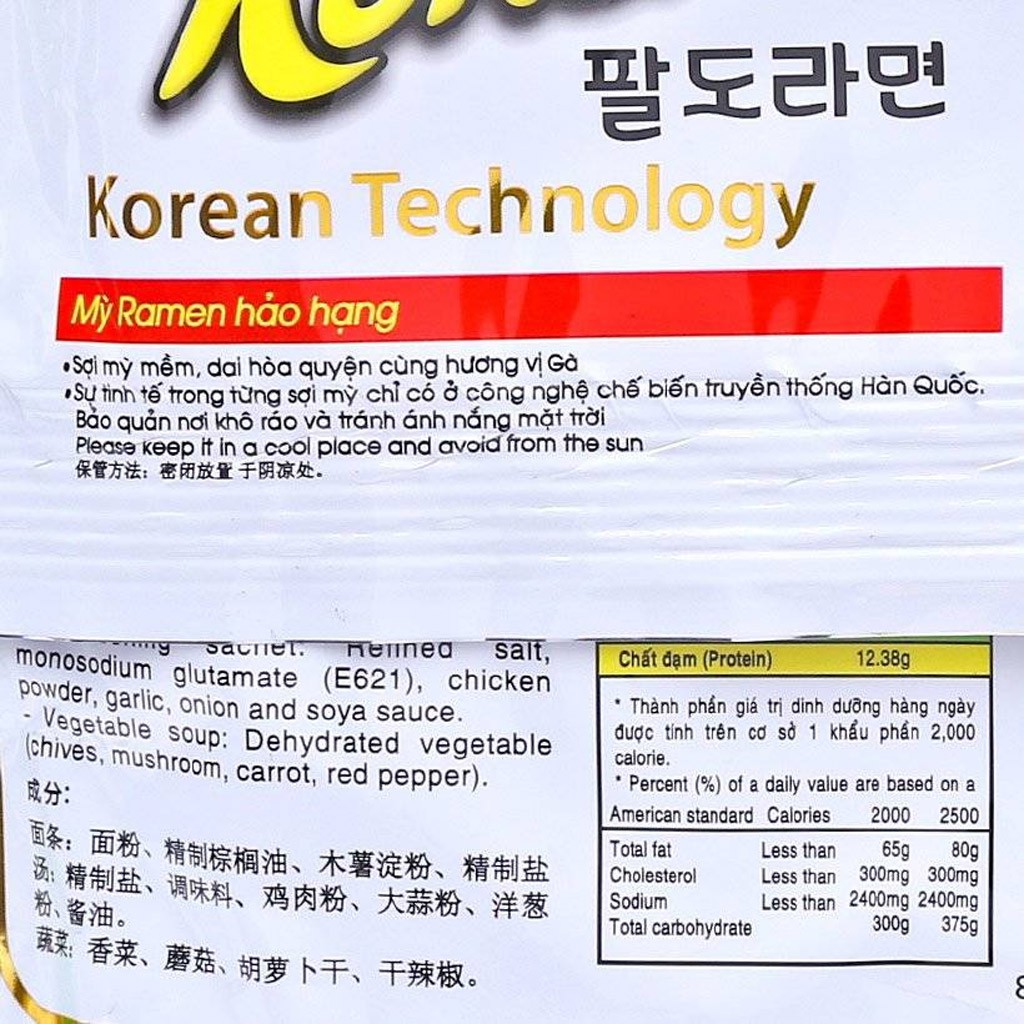 팔도라면
Korean Technology
Mỳ Ramen hảo hạng
•Sợi mỳ mềm, dai hòa quyện cùng hương vị Gà
•Sự tinh tế trong từng sợi mỳ chỉ có ở công nghệ chế biến truyền thống Hàn Quốc.
Bảo quản nơi khô ráo và tránh ánh nắng mặt trời
Please keep it in a cool place and avoid from the sun
保管方法：密闭放置于阴凉处。
sachet: Refined salt,
monosodium glutamate (E621), chicken
powder, garlic, onion and soya sauce.
- Vegetable soup: Dehydrated vegetable
(chives, mushroom, carrot, red pepper).
成分：
面条：面粉、精制棕榈油、木薯淀粉、精制盐
汤：精制盐、调味料、鸡肉粉、大蒜粉、洋葱
粉、酱油。
蔬菜：香菜、蘑菇、胡萝卜干、干辣椒。
Chất đạm (Protein) 12.38g
* Thành phần giá trị dinh dưỡng hàng ngày
được tính trên cơ sở 1 khẩu phần 2,000
calorie.
* Percent (%) of a daily value are based on a
American standard Calories 2000 2500
Total fat Less than 65g 80g
Cholesterol Less than 300mg 300mg
Sodium Less than 2400mg 2400mg
Total carbohydrate 300g 375g